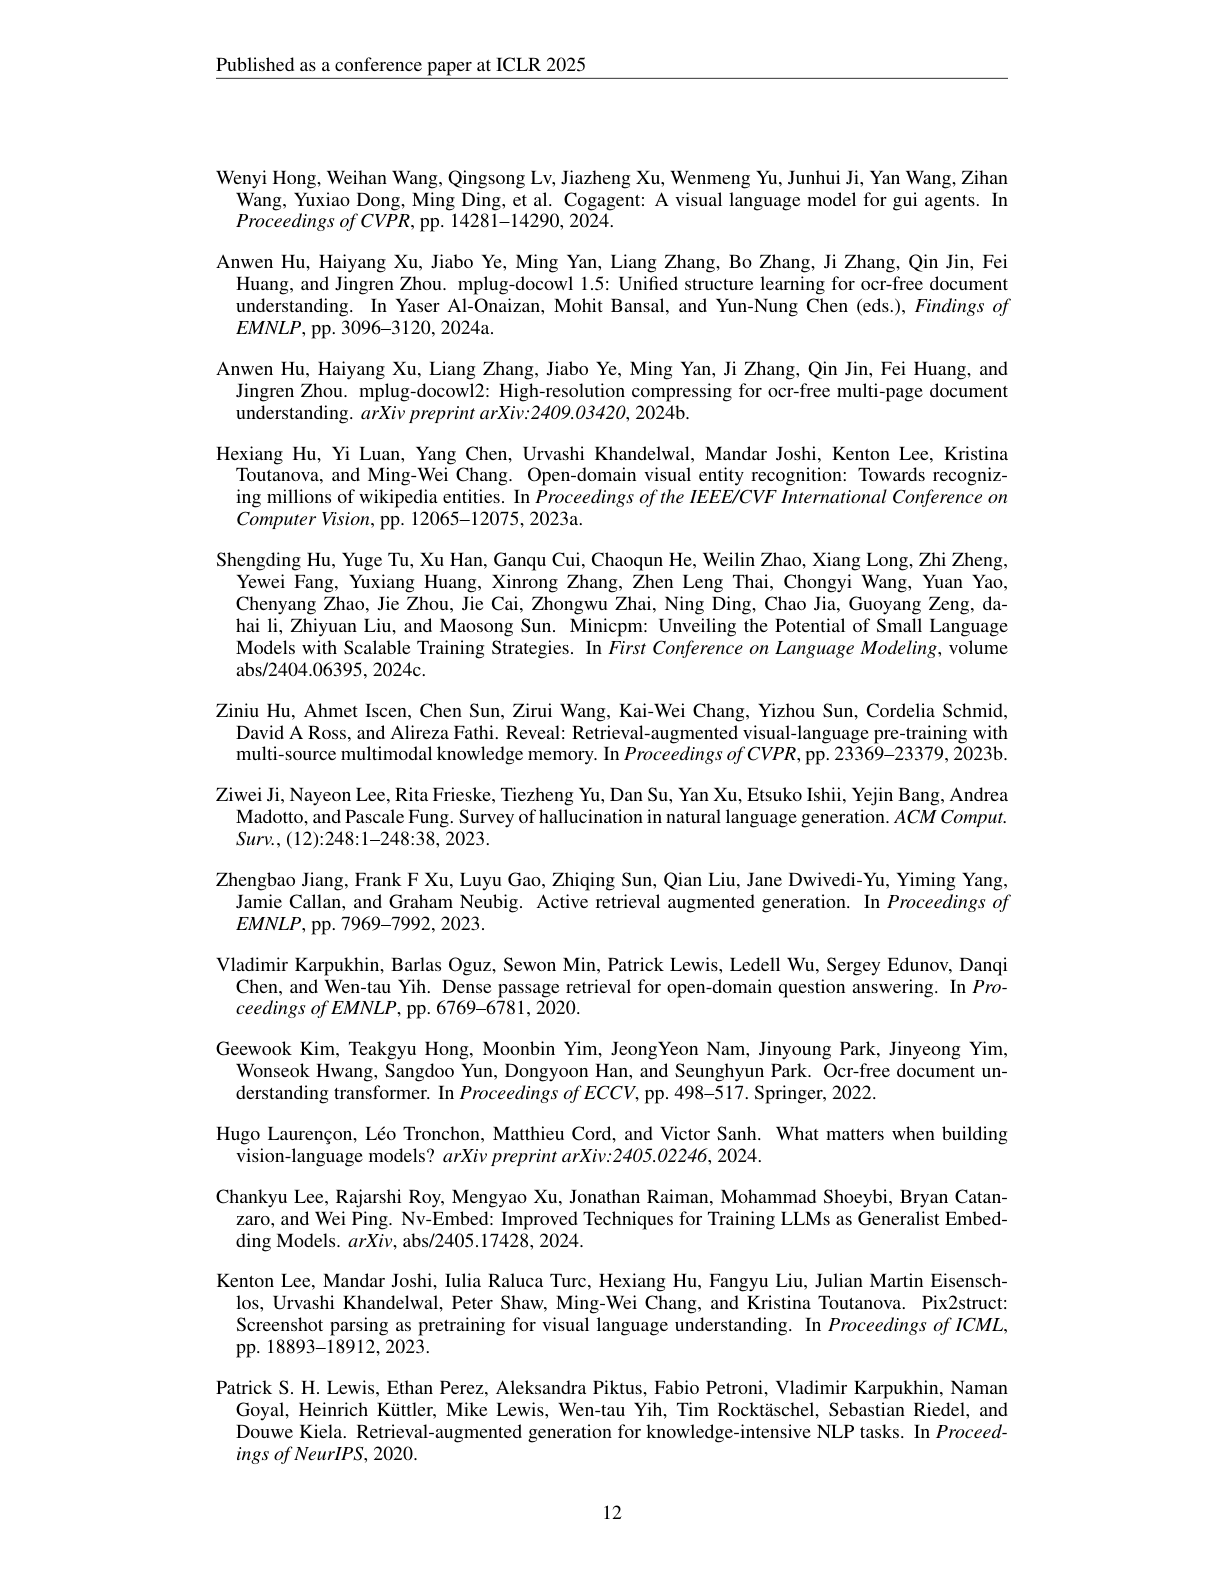 Published as a conference paper at ICLR 2025
Wenyi Hong, Weihan Wang, Qingsong Lv, Jiazheng Xu, Wenmeng Yu, Junhui Ji, Yan Wang, Zihan
Wang, Yuxiao Dong, Ming Ding, et al. Cogagent: A visual language model for gui agents. In
Proceedings of CVPR, pp. 14281–14290, 2024.
Anwen Hu, Haiyang Xu, Jiabo Ye, Ming Yan, Liang Zhang, Bo Zhang, Ji Zhang, Qin Jin, Fei
Huang, and Jingren Zhou. mplug-docowl 1.5: Unified structure learning for ocr-free document
understanding. In Yaser Al-Onaizan, Mohit Bansal, and Yun-Nung Chen (eds.), Findings of
EMNLP, pp. 3096–3120, 2024a.
Anwen Hu, Haiyang Xu, Liang Zhang, Jiabo Ye, Ming Yan, Ji Zhang, Qin Jin, Fei Huang, and
Jingren Zhou. mplug-docowl2: High-resolution compressing for ocr-free multi-page document
understanding. arXiv preprint arXiv:2409.03420, 2024b.
Hexiang Hu, Yi Luan, Yang Chen, Urvashi Khandelwal, Mandar Joshi, Kenton Lee, Kristina
Toutanova, and Ming-Wei Chang. Open-domain visual entity recognition: Towards recogniz-
ing millions of wikipedia entities. In Proceedings of the IEEE/CVF International Conference on
Computer Vision, pp. 12065–12075, 2023a.
Shengding Hu, Yuge Tu, Xu Han, Ganqu Cui, Chaoqun He, Weilin Zhao, Xiang Long, Zhi Zheng,
Yewei Fang, Yuxiang Huang, Xinrong Zhang, Zhen Leng Thai, Chongyi Wang, Yuan Yao,
Chenyang Zhao, Jie Zhou, Jie Cai, Zhongwu Zhai, Ning Ding, Chao Jia, Guoyang Zeng, da-
hai li, Zhiyuan Liu, and Maosong Sun. Minicpm: Unveiling the Potential of Small Language
Models with Scalable Training Strategies. In First Conference on Language Modeling, volume
abs/2404.06395, 2024c.
Ziniu Hu, Ahmet Iscen, Chen Sun, Zirui Wang, Kai-Wei Chang, Yizhou Sun, Cordelia Schmid,
David A Ross, and Alireza Fathi. Reveal: Retrieval-augmented visual-language pre-training with
multi-source multimodal knowledge memory. In Proceedings of CVPR, pp. 23369–23379, 2023b.
Ziwei Ji, Nayeon Lee, Rita Frieske, Tiezheng Yu, Dan Su, Yan Xu, Etsuko Ishii, Yejin Bang, Andrea
Madotto, and Pascale Fung. Survey of hallucination in natural language generation. ACM Comput.
Surv., (12):248:1–248:38, 2023.
Zhengbao Jiang, Frank F Xu, Luyu Gao, Zhiqing Sun, Qian Liu, Jane Dwivedi-Yu, Yiming Yang,
Jamie Callan, and Graham Neubig. Active retrieval augmented generation. In Proceedings of
EMNLP, pp. 7969–7992, 2023.
Vladimir Karpukhin, Barlas Oguz, Sewon Min, Patrick Lewis, Ledell Wu, Sergey Edunov, Danqi
Chen, and Wen-tau Yih. Dense passage retrieval for open-domain question answering. In Pro-
ceedings of EMNLP, pp. 6769–6781, 2020.
Geewook Kim, Teakgyu Hong, Moonbin Yim, JeongYeon Nam, Jinyoung Park, Jinyeong Yim,
Wonseok Hwang, Sangdoo Yun, Dongyoon Han, and Seunghyun Park. Ocr-free document un-
derstanding transformer. In Proceedings of ECCV, pp. 498–517. Springer, 2022.
Hugo Laurençon, Léo Tronchon, Matthieu Cord, and Victor Sanh. What matters when building
vision-language models? arXiv preprint arXiv:2405.02246, 2024.
Chankyu Lee, Rajarshi Roy, Mengyao Xu, Jonathan Raiman, Mohammad Shoeybi, Bryan Catan-
zaro, and Wei Ping. Nv-Embed: Improved Techniques for Training LLMs as Generalist Embed-
ding Models. arXiv, abs/2405.17428, 2024.
Kenton Lee, Mandar Joshi, Iulia Raluca Turc, Hexiang Hu, Fangyu Liu, Julian Martin Eisensch-
los, Urvashi Khandelwal, Peter Shaw, Ming-Wei Chang, and Kristina Toutanova. Pix2struct:
Screenshot parsing as pretraining for visual language understanding. In Proceedings of ICML,
pp. 18893–18912, 2023.
Patrick S. H. Lewis, Ethan Perez, Aleksandra Piktus, Fabio Petroni, Vladimir Karpukhin, Naman
Goyal, Heinrich Küttler, Mike Lewis, Wen-tau Yih, Tim Rocktäschel, Sebastian Riedel, and
Douwe Kiela. Retrieval-augmented generation for knowledge-intensive NLP tasks. In Proceed-
ings of NeurIPS, 2020.
12